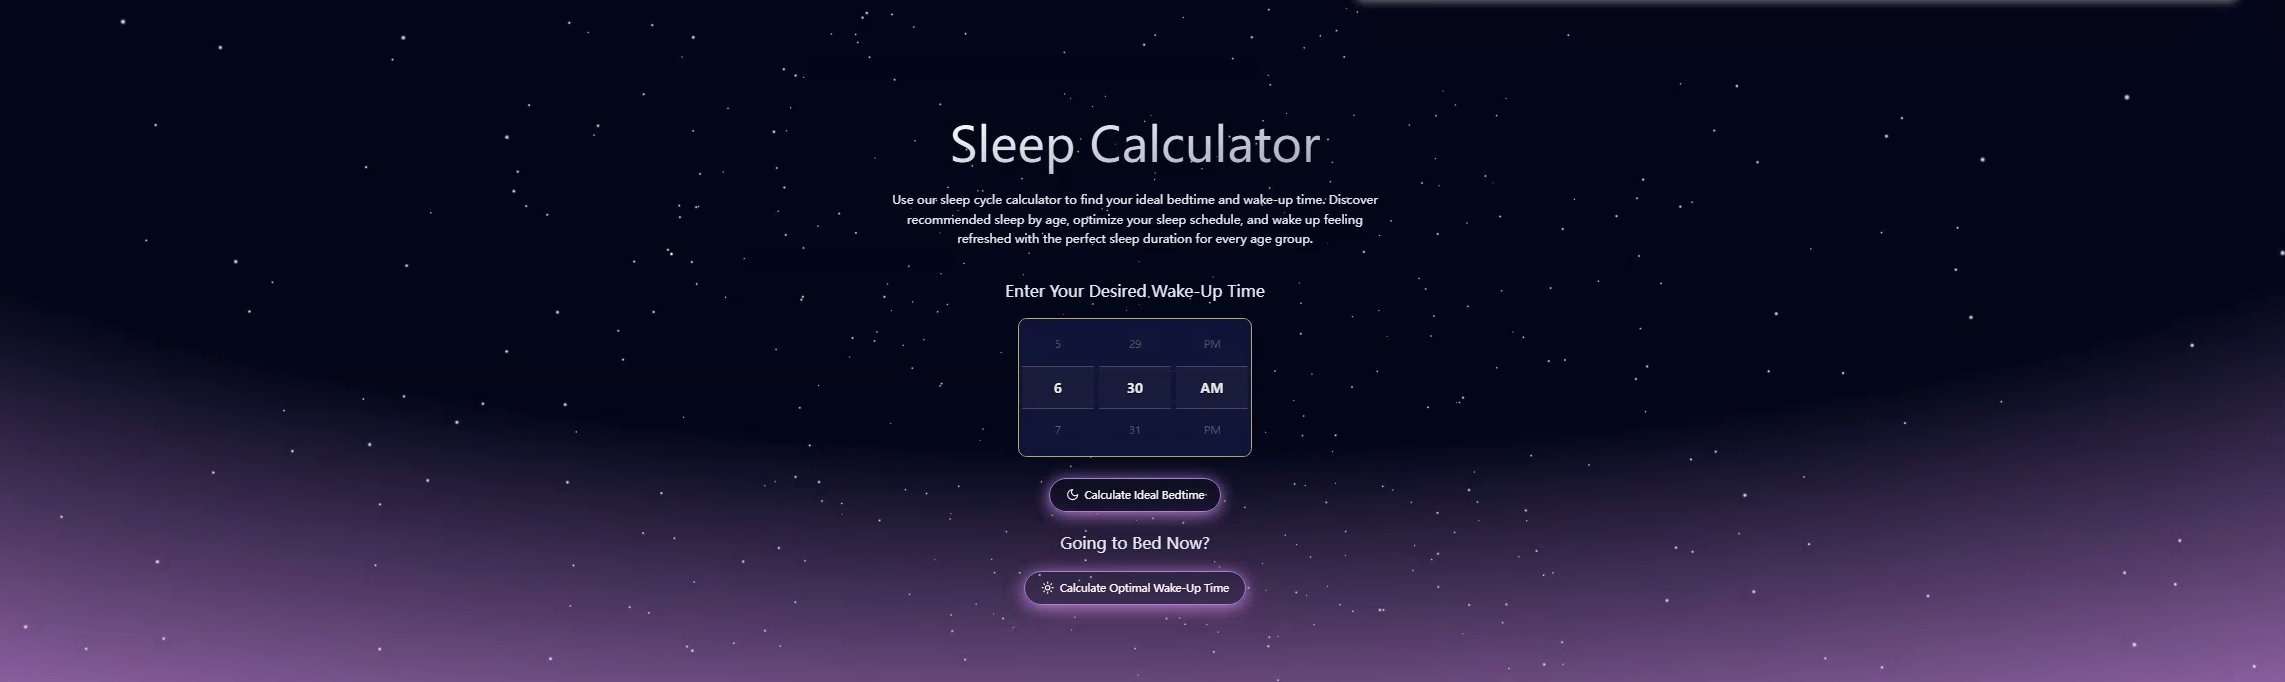 Sleep Calculator
Use our sleep cycle calculator to find your ideal bedtime and wake-up time. Discover
recommended sleep by age, optimize your sleep schedule, and wake up feeling
refreshed with the perfect sleep duration for every age group.
Enter Your Desired Wake-Up Time
5 29 PM
6 30 AM
7 31 PM
Calculate Ideal Bedtime
Going to Bed Now?
Calculate Optimal Wake-Up Time